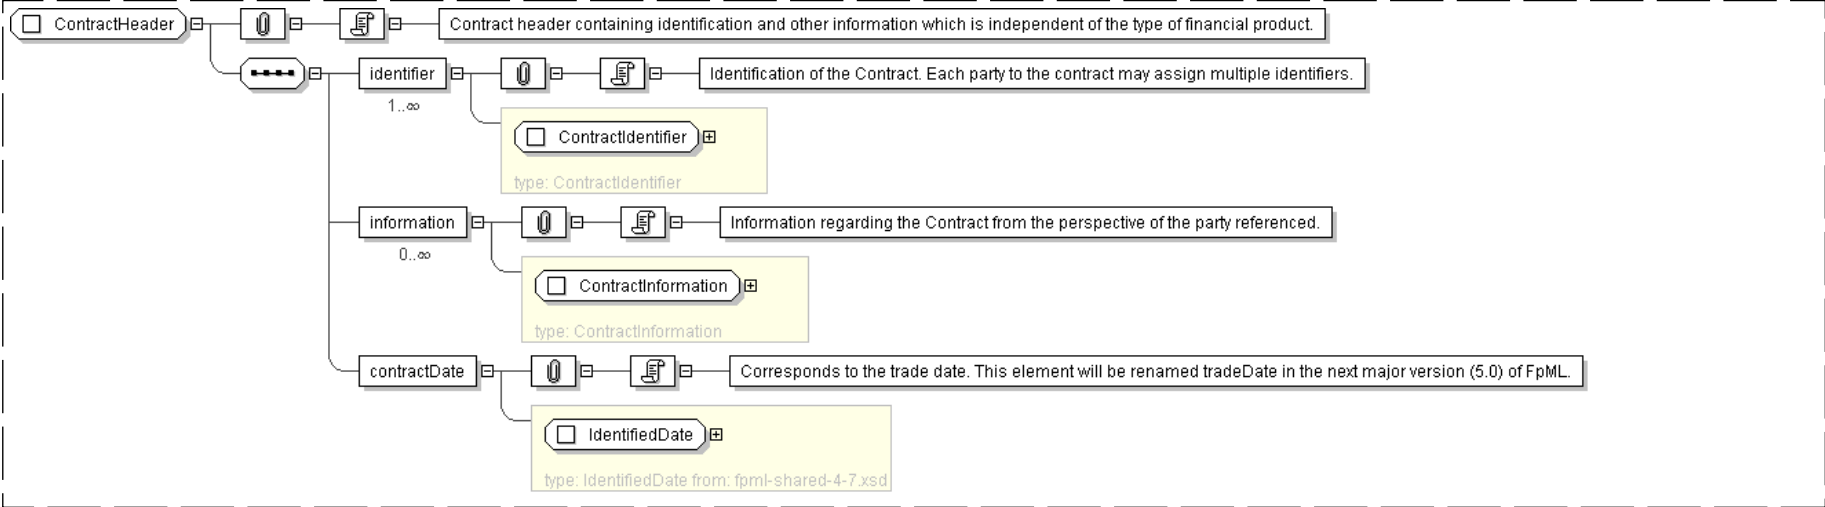 ContractHeader
Contract header containing identification and other information which is independent of the type of financial product.
identifier
Identification of the Contract. Each party to the contract may assign multiple identifiers.
1..∞
ContractIdentifier
type: ContractIdentifier
information
Information regarding the Contract from the perspective of the party referenced.
0..∞
ContractInformation
type: ContractInformation
contractDate
Corresponds to the trade date. This element will be renamed tradeDate in the next major version (5.0) of FpML.
IdentifiedDate
type: IdentifiedDate from: fpml-shared-4-7.xsd